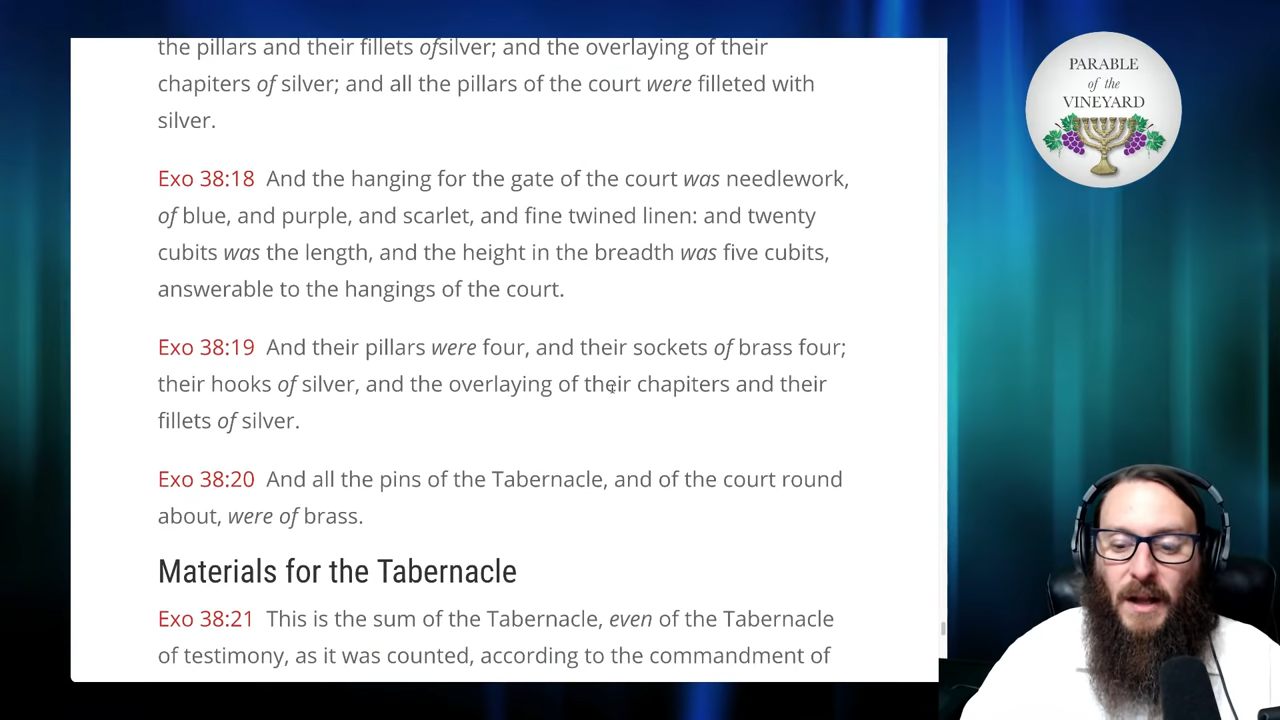 the pillars and their fillets ofsilver; and the overlaying of their
chapiters of silver; and all the pillars of the court were filleted with
silver.
Exo 38:18 And the hanging for the gate of the court was needlework,
of blue, and purple, and scarlet, and fine twined linen: and twenty
cubits was the length, and the height in the breadth was five cubits,
answerable to the hangings of the court.
Exo 38:19 And their pillars were four, and their sockets of brass four;
their hooks of silver, and the overlaying of their chapiters and their
fillets of silver.
Exo 38:20 And all the pins of the Tabernacle, and of the court round
about, were of brass.
Materials for the Tabernacle
Exo 38:21 This is the sum of the Tabernacle, even of the Tabernacle
of testimony, as it was counted, according to the commandment of
PARABLE
of the
VINEYARD